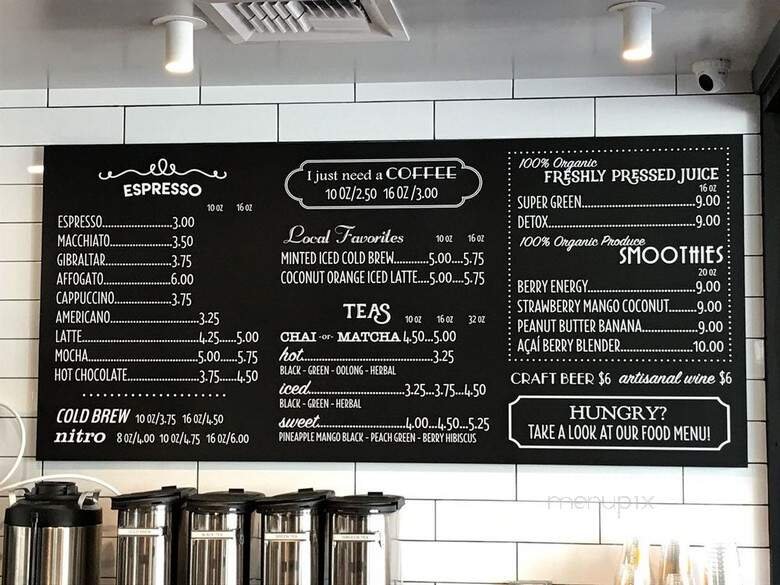 ESPRESSO
10 OZ 16 OZ
ESPRESSO.....................3.00
MACCHIATO...................3.50
GIBRALTAR....................3.75
AFFOGATO.....................6.00
CAPPUCCINO.................3.75
AMERICANO..........................3.25
LATTE...................................4.25......5.00
MOCHA.................................5.00......5.75
HOT CHOCOLATE.................3.75......4.50
COLD BREW 10 OZ/3.75 16 OZ/4.50
nitro 8 OZ/4.00 10 OZ/4.75 16 OZ/6.00
I just need a COFFEE
10 OZ/2.50 16 OZ/3.00
Local Favorites 10 OZ 16 OZ
MINTED ICED COLD BREW...........5.00....5.75
COCONUT ORANGE ICED LATTE....5.00....5.75
TEAS 10 OZ 16 OZ 32 OZ
CHAI -or- MATCHA 4.50...5.00
hot.....................................3.25
BLACK - GREEN - OOLONG - HERBAL
iced............................3.25...3.75...4.50
BLACK - GREEN - HERBAL
sweet..........................4.00...4.50...5.25
PINEAPPLE MANGO BLACK - PEACH GREEN - BERRY HIBISCUS
100% Organic
FRESHLY PRESSED JUICE
16 OZ
SUPER GREEN............................9.00
DETOX.......................................9.00
100% Organic Produce
SMOOTHIES
20 OZ
BERRY ENERGY...........................9.00
STRAWBERRY MANGO COCONUT.......9.00
PEANUT BUTTER BANANA..............9.00
AÇAÍ BERRY BLENDER..................10.00
CRAFT BEER $6 artisanal wine $6
HUNGRY?
TAKE A LOOK AT OUR FOOD MENU!
menupix